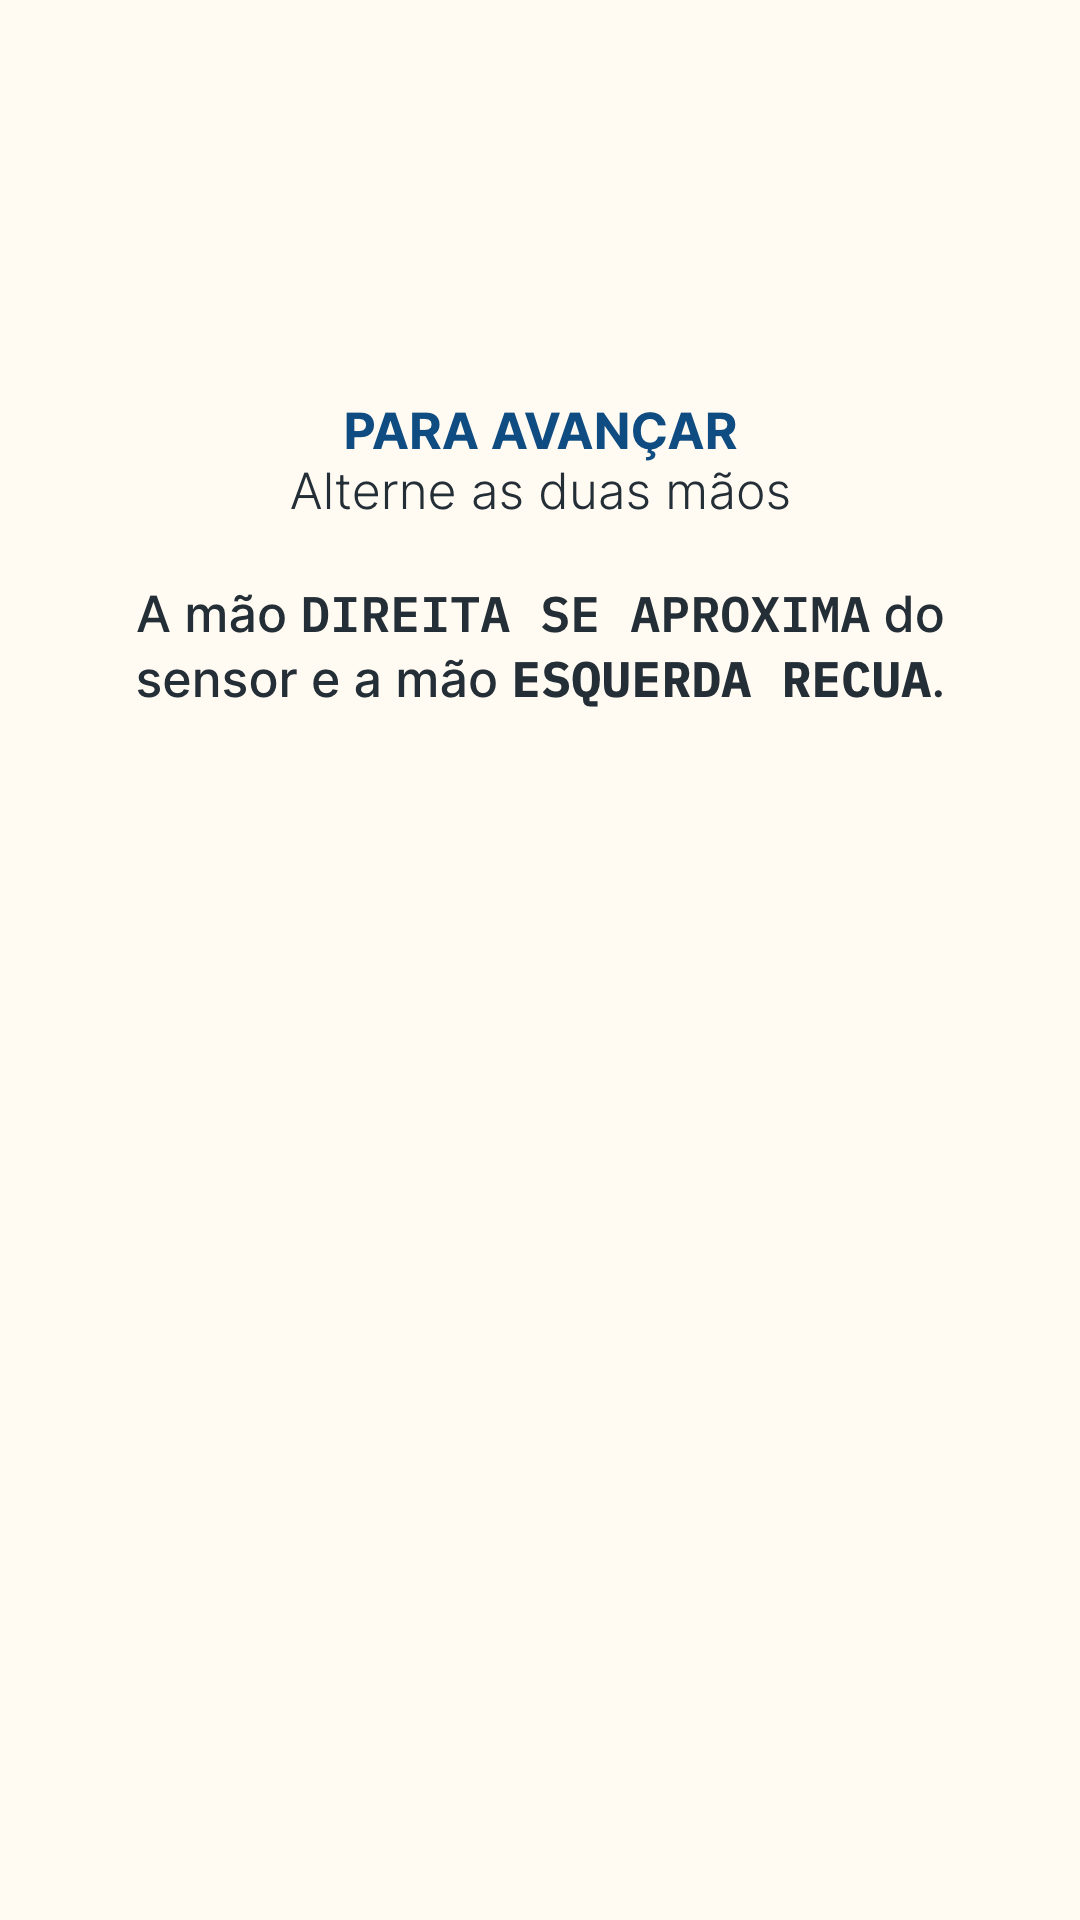 PARA AVANÇAR
Alterne as duas mãos
A mão DIREITA SE APROXIMA do
sensor e a mão ESQUERDA RECUA.